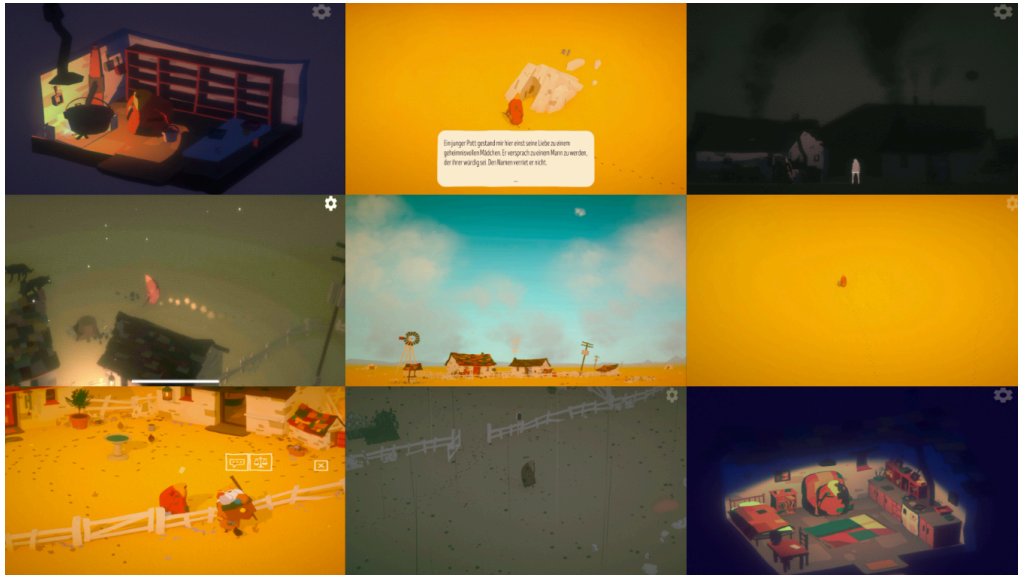 Ein junger Potz gestand mir hier einst seine Liebe zu einem
geheimnisvollen Mädchen. Er versprach zu einem Mann zu werden,
der ihrer würdig sei. Den Namen verriet er nicht.